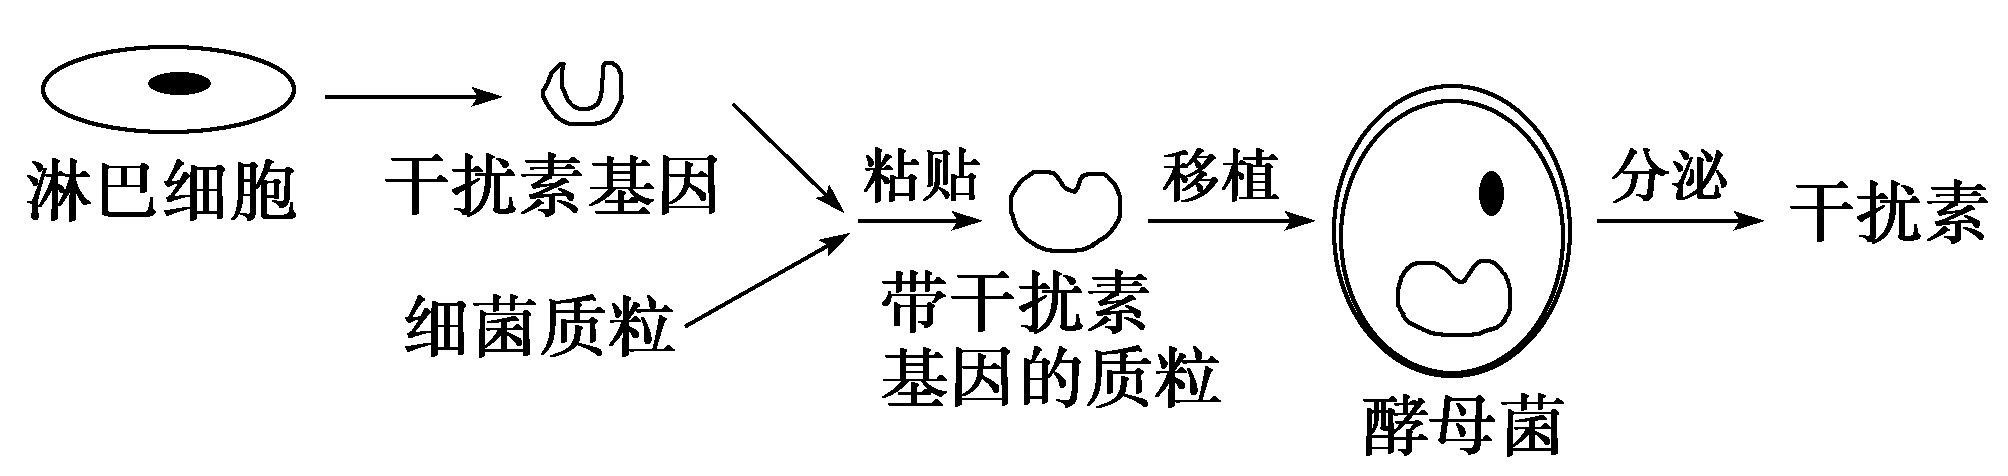 淋巴细胞
干扰素基因
细菌质粒
粘贴
带干扰素
基因的质粒
移植
酵母菌
分泌
干扰素